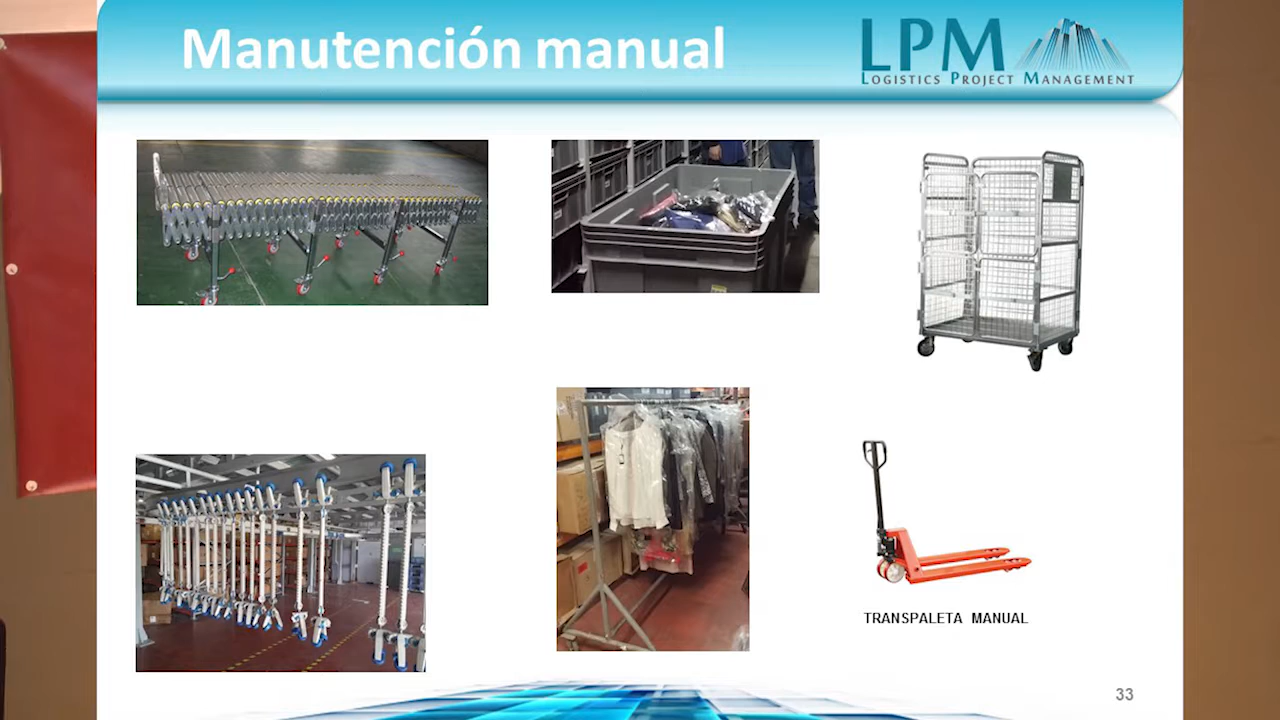 Manutención manual
LPM
LOGISTICS PROJECT MANAGEMENT
TRANSPALETA MANUAL
33